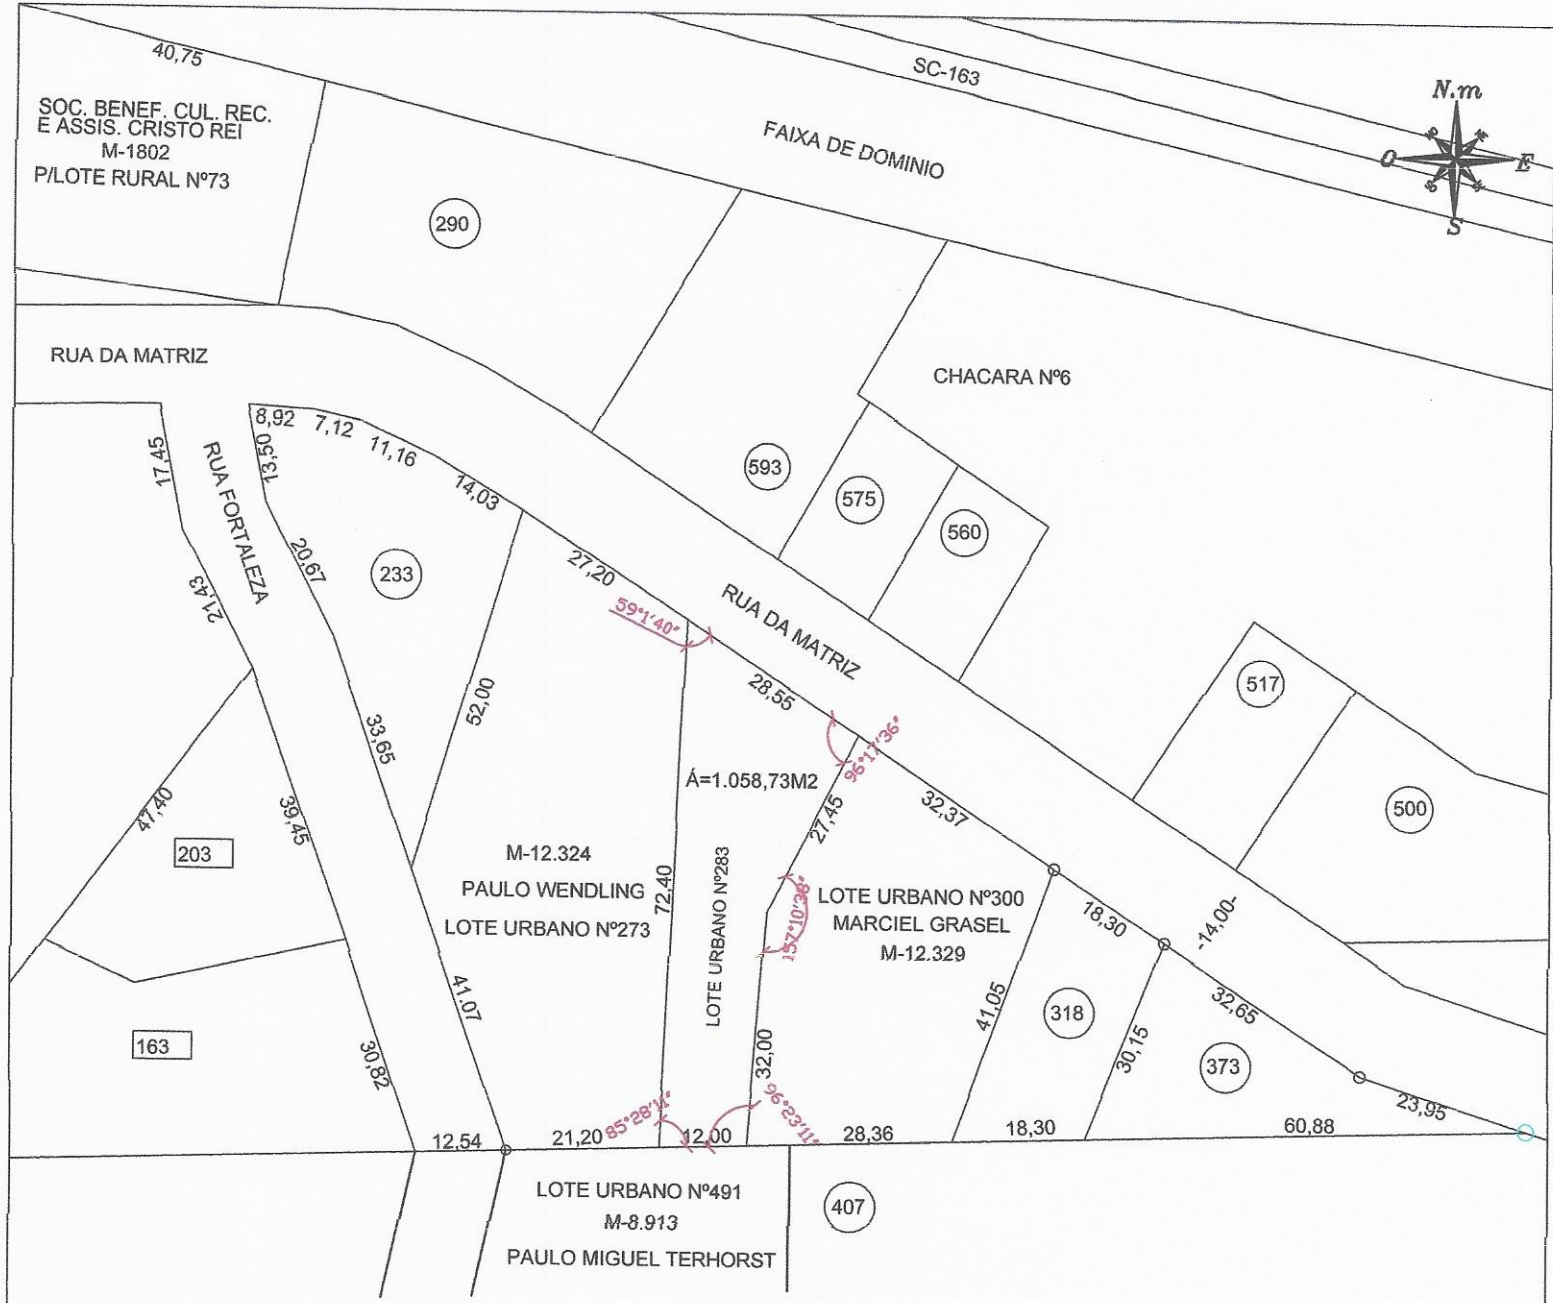 40,75
SC-163
SOC. BENEF. CUL. REC.
E ASSIS. CRISTO REI
M-1802
P/LOTE RURAL Nº73
FAIXA DE DOMINIO
N.m
O
E
S
290
RUA DA MATRIZ
CHACARA Nº6
8,92
7,12
11,16
14,03
17,45
13,50
RUA FORTALEZA
593
575
560
20,67
21,43
233
27,20
59°1'40"
RUA DA MATRIZ
28,55
52,00
33,65
517
96°17'36"
Á=1.058,73M2
47,40
39,45
27,45
32,37
500
203
M-12.324
PAULO WENDLING
LOTE URBANO Nº273
72,40
LOTE URBANO Nº283
157°10'38"
LOTE URBANO Nº300
MARCIEL GRASEL
M-12.329
18,30
-14,00-
41.07
41,05
318
32,65
163
30,82
32,00
30,15
373
23,95
85°28'11"
96°23'11"
12,54
21,20
12,00
28,36
18,30
60,88
LOTE URBANO Nº491
M-8.913
PAULO MIGUEL TERHORST
407